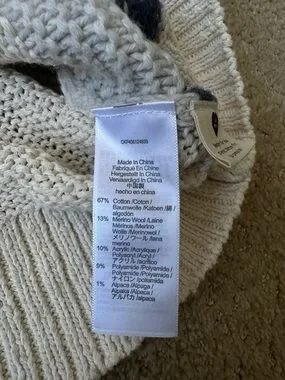 Made In China
Fabriqué En Chine
Hergestellt In China
Vervaardigd In China
中国製
hecho en china
67% Cotton /Coton /
Baumwolle /Katoen /綿 /
algodón
13% Merino Wool /Laine
Mérinos /Merino
Wolle /Merinowol /
メリノウール /lana
merino
10% Acrylic /Acrylique /
Polyacryl /Acryl /
アクリル /acrílico
9% Polyamide /Polyamide /
Polyamid /Polyamide /
ナイロン /poliamida
1% Alpaca /Alpaga /
Alpaka /Alpaca /
アルパカ /alpaca